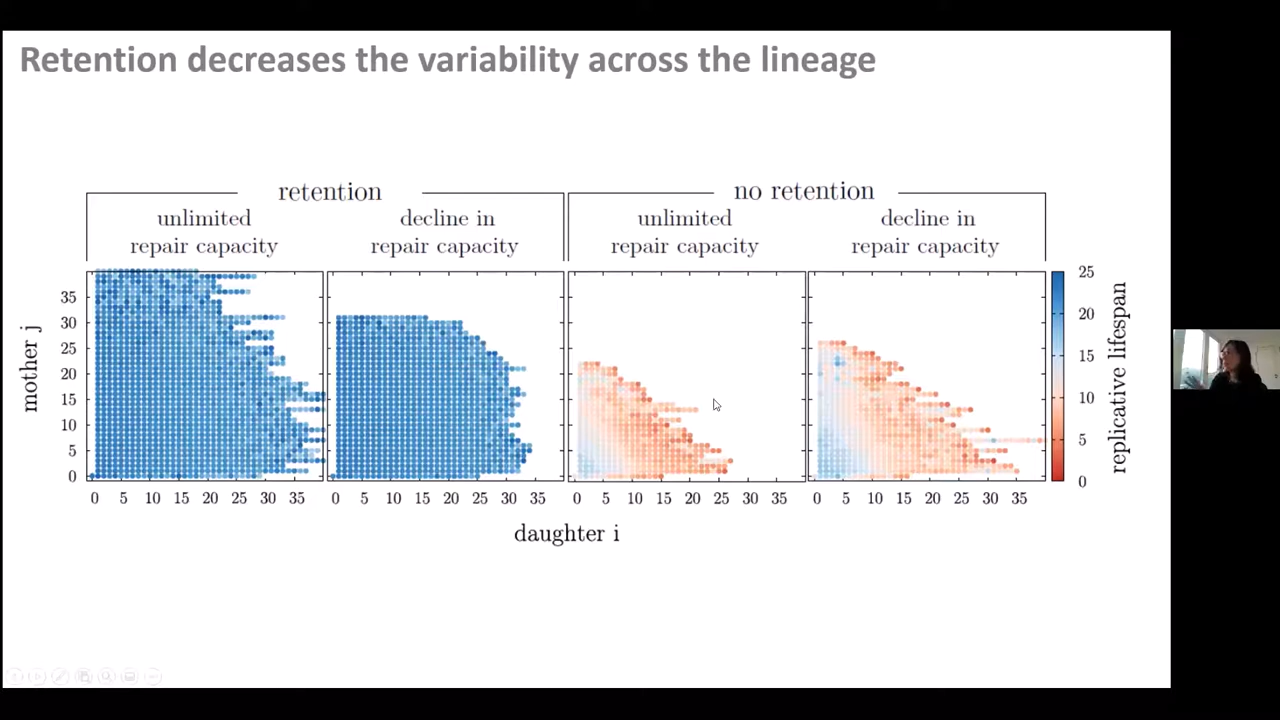 Retention decreases the variability across the lineage
retention
no retention
unlimited
repair capacity
decline in
repair capacity
unlimited
repair capacity
decline in
repair capacity
mother j
35
30
25
20
15
10
5
0
0 5 10 15 20 25 30 35
0 5 10 15 20 25 30 35
0 5 10 15 20 25 30 35
0 5 10 15 20 25 30 35
daughter i
25
20
15
10
5
0
replicative lifespan